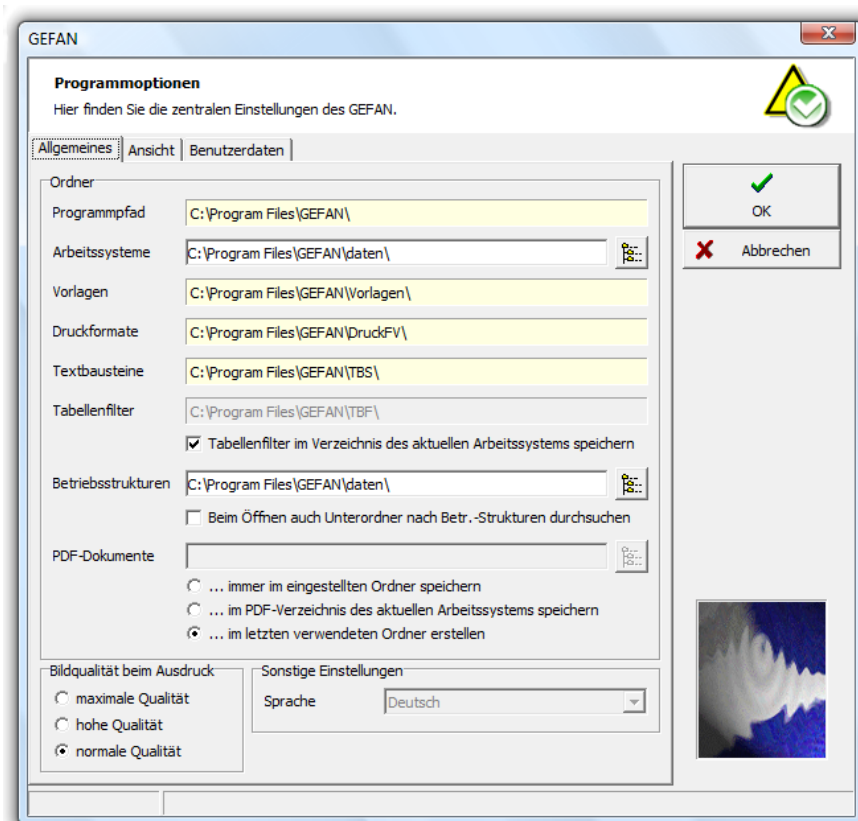 GEFAN
Programmoptionen
Hier finden Sie die zentralen Einstellungen des GEFAN.
Allgemeines Ansicht Benutzerdaten
Ordner
Programmpfad C:\Program Files\GEFAN\
Arbeitssysteme C:\Program Files\GEFAN\daten\
Vorlagen C:\Program Files\GEFAN\Vorlagen\
Druckformate C:\Program Files\GEFAN\DruckFV\
Textbausteine C:\Program Files\GEFAN\TBS\
Tabellenfilter C:\Program Files\GEFAN\TBF\
Tabellenfilter im Verzeichnis des aktuellen Arbeitssystems speichern
Betriebsstrukturen C:\Program Files\GEFAN\daten\
Beim Öffnen auch Unterordner nach Betr.-Strukturen durchsuchen
PDF-Dokumente
... immer im eingestellten Ordner speichern
... im PDF-Verzeichnis des aktuellen Arbeitssystems speichern
... im letzten verwendeten Ordner erstellen
Bildqualität beim Ausdruck
maximale Qualität
hohe Qualität
normale Qualität
Sonstige Einstellungen
Sprache Deutsch
OK
Abbrechen